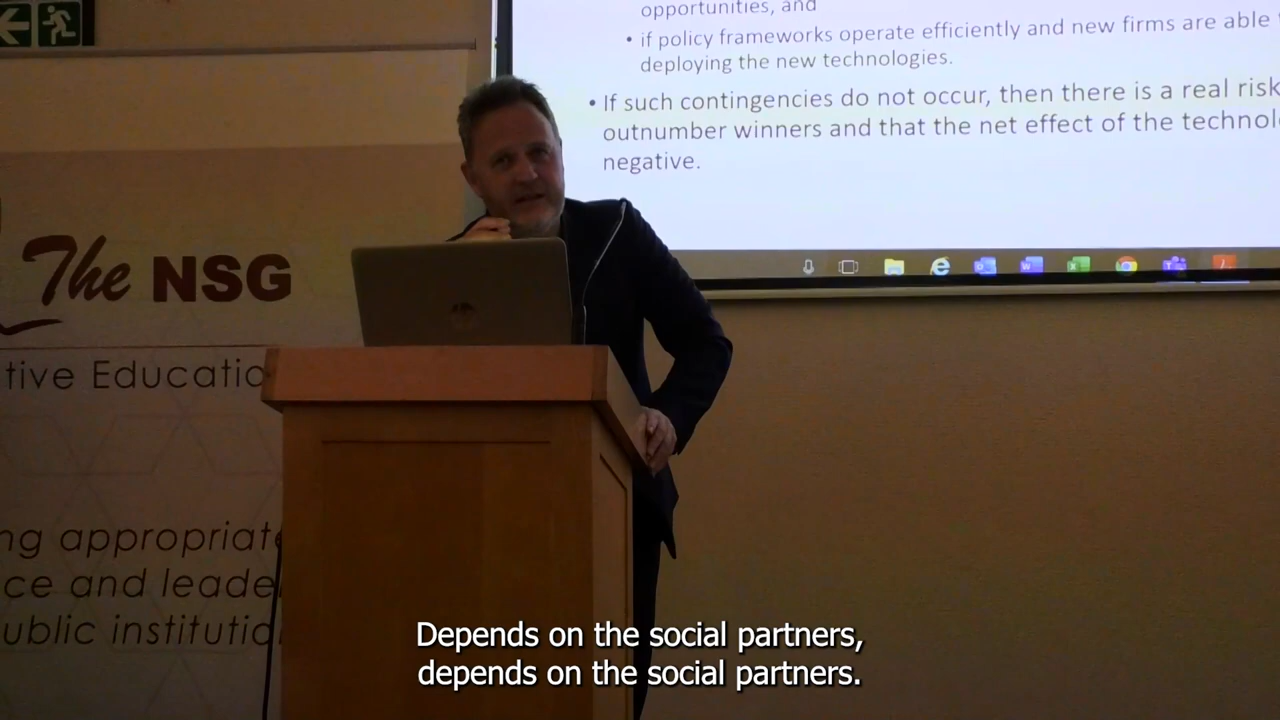 opportunities, and
• if policy frameworks operate efficiently and new firms are able
deploying the new technologies.
• If such contingencies do not occur, then there is a real risk
outnumber winners and that the net effect of the technol
negative.
The NSG
tive Educatio
ng appropriate
ce and leade
ublic institutio
Depends on the social partners,
depends on the social partners.